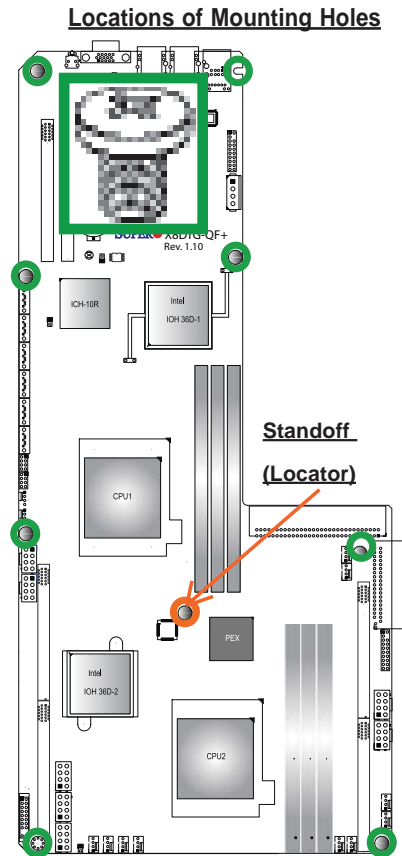 Locations of Mounting Holes
X8DTG-QF+
Rev. 1.10
ICH-10R
Intel
IOH 36D-1
Standoff
(Locator)
CPU1
PEX
Intel
IOH 36D-2
CPU2